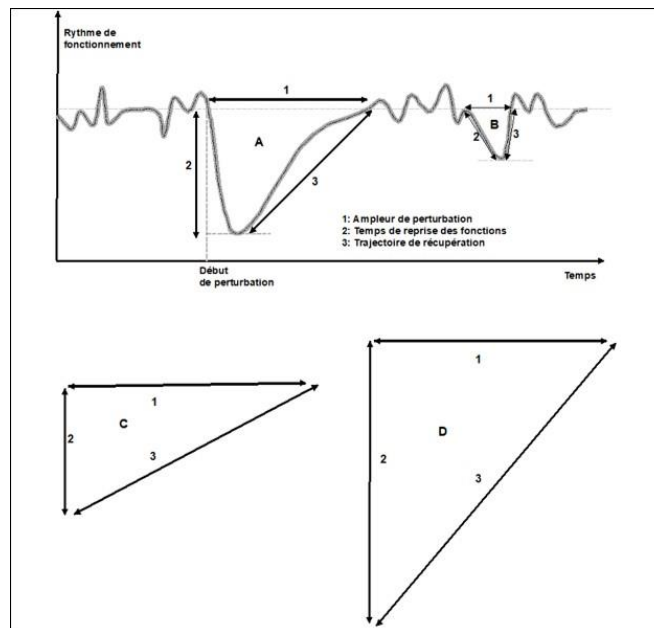 Rythme de
fonctionnement
1
1
A
B
2
2
3
3
1: Ampleur de perturbation
2: Temps de reprise des fonctions
3: Trajectoire de récupération
Début
de perturbation
Temps
1
1
C
2
D
3
2
3